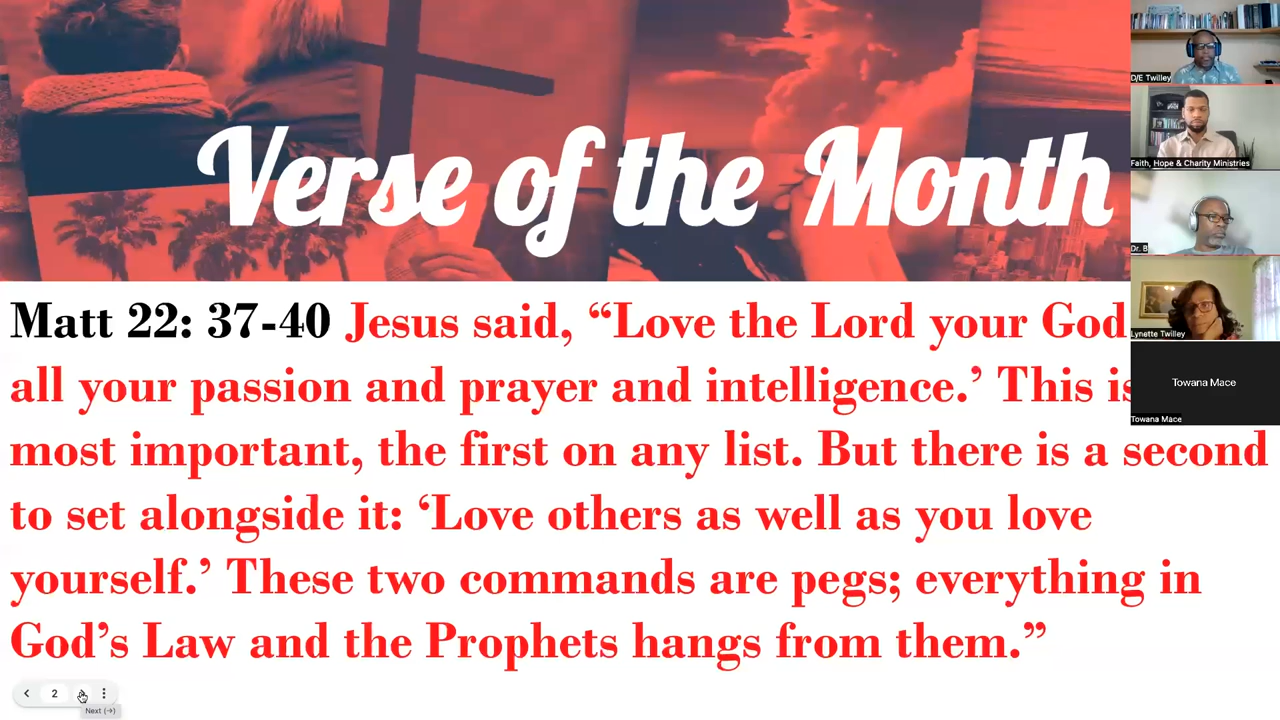 Verse of the Month
Matt 22: 37-40 Jesus said, “Love the Lord your God
all your passion and prayer and intelligence.’ This is
most important, the first on any list. But there is a second
to set alongside it: ‘Love others as well as you love
yourself.’ These two commands are pegs; everything in
God’s Law and the Prophets hangs from them.”
2
Next (→)
D/E Twilley
Faith, Hope & Charity Ministries
Dr. B
Lynette Twilley
Towana Mace
Towana Mace